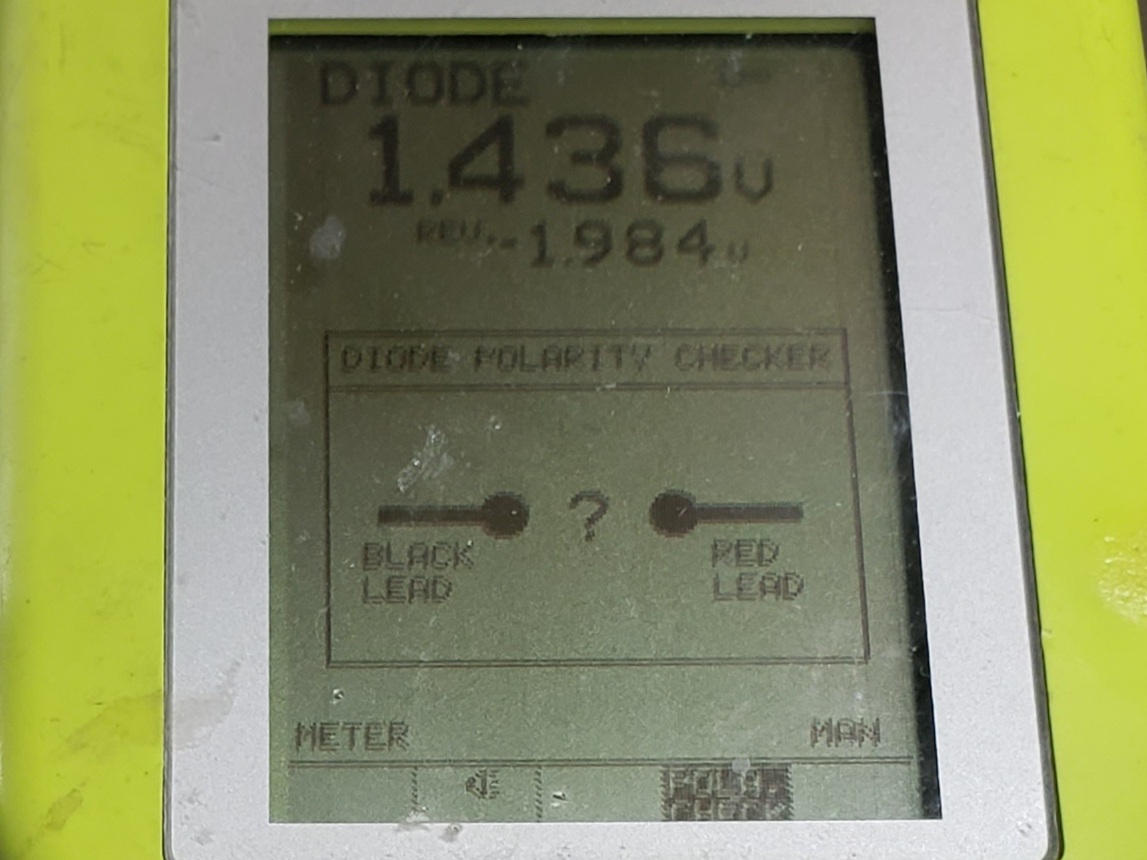 DIODE
1.436V
REV.-1.984V
DIODE POLARITY CHECKER
?
BLACK LEAD
RED LEAD
METER MAN